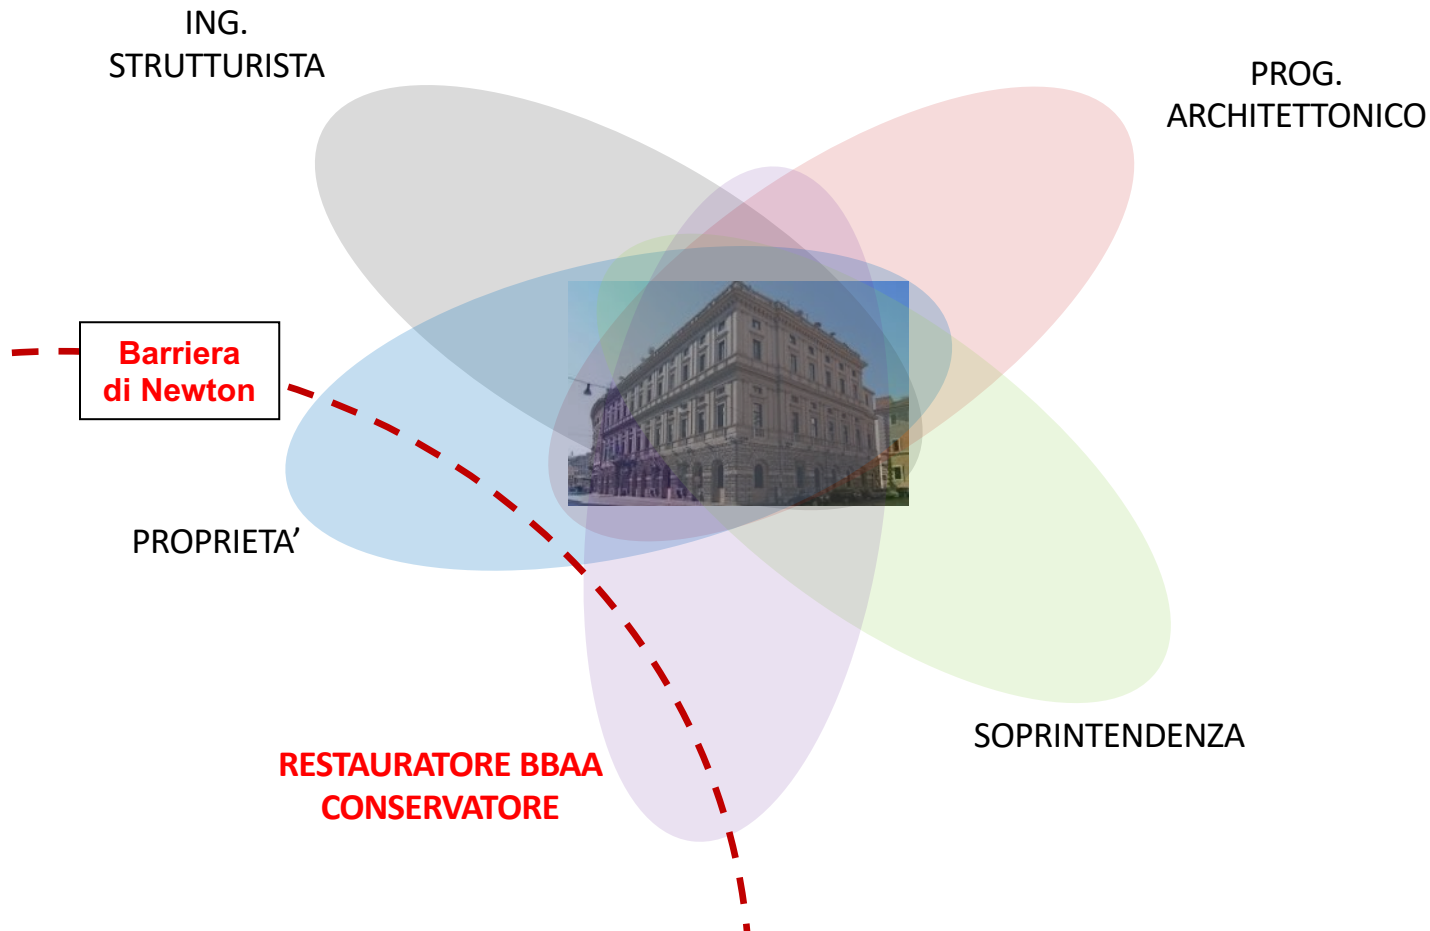 ING.
STRUTTURISTA
PROG.
ARCHITETTONICO
Barriera
di Newton
PROPRIETA’
SOPRINTENDENZA
RESTAURATORE BBAA
CONSERVATORE